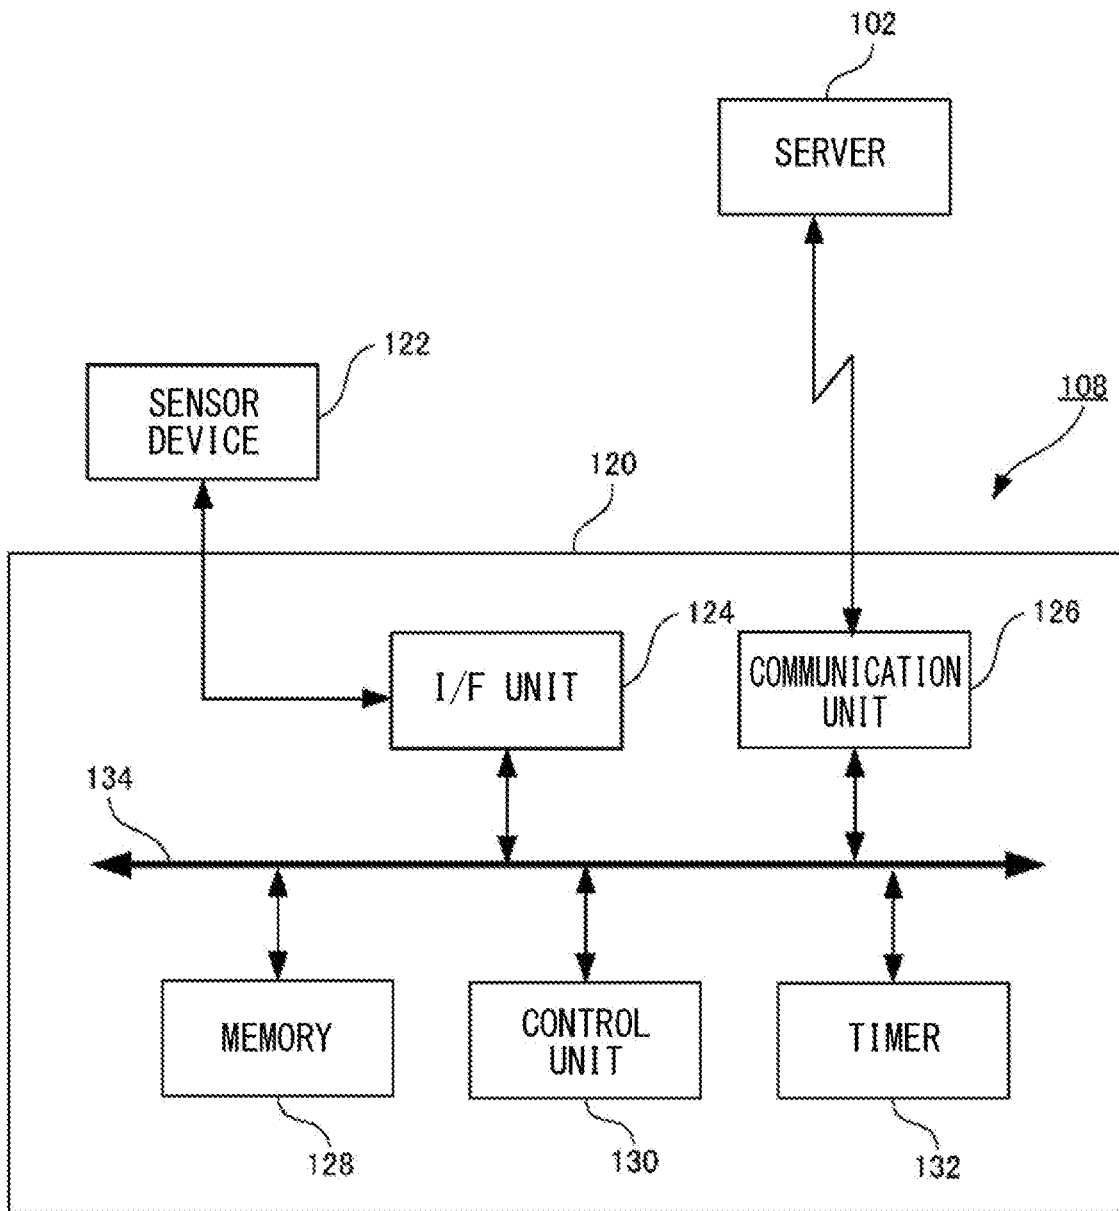 102
SERVER
122
SENSOR
DEVICE
108
120
124
I/F UNIT
126
COMMUNICATION
UNIT
134
MEMORY
128
CONTROL
UNIT
130
TIMER
132